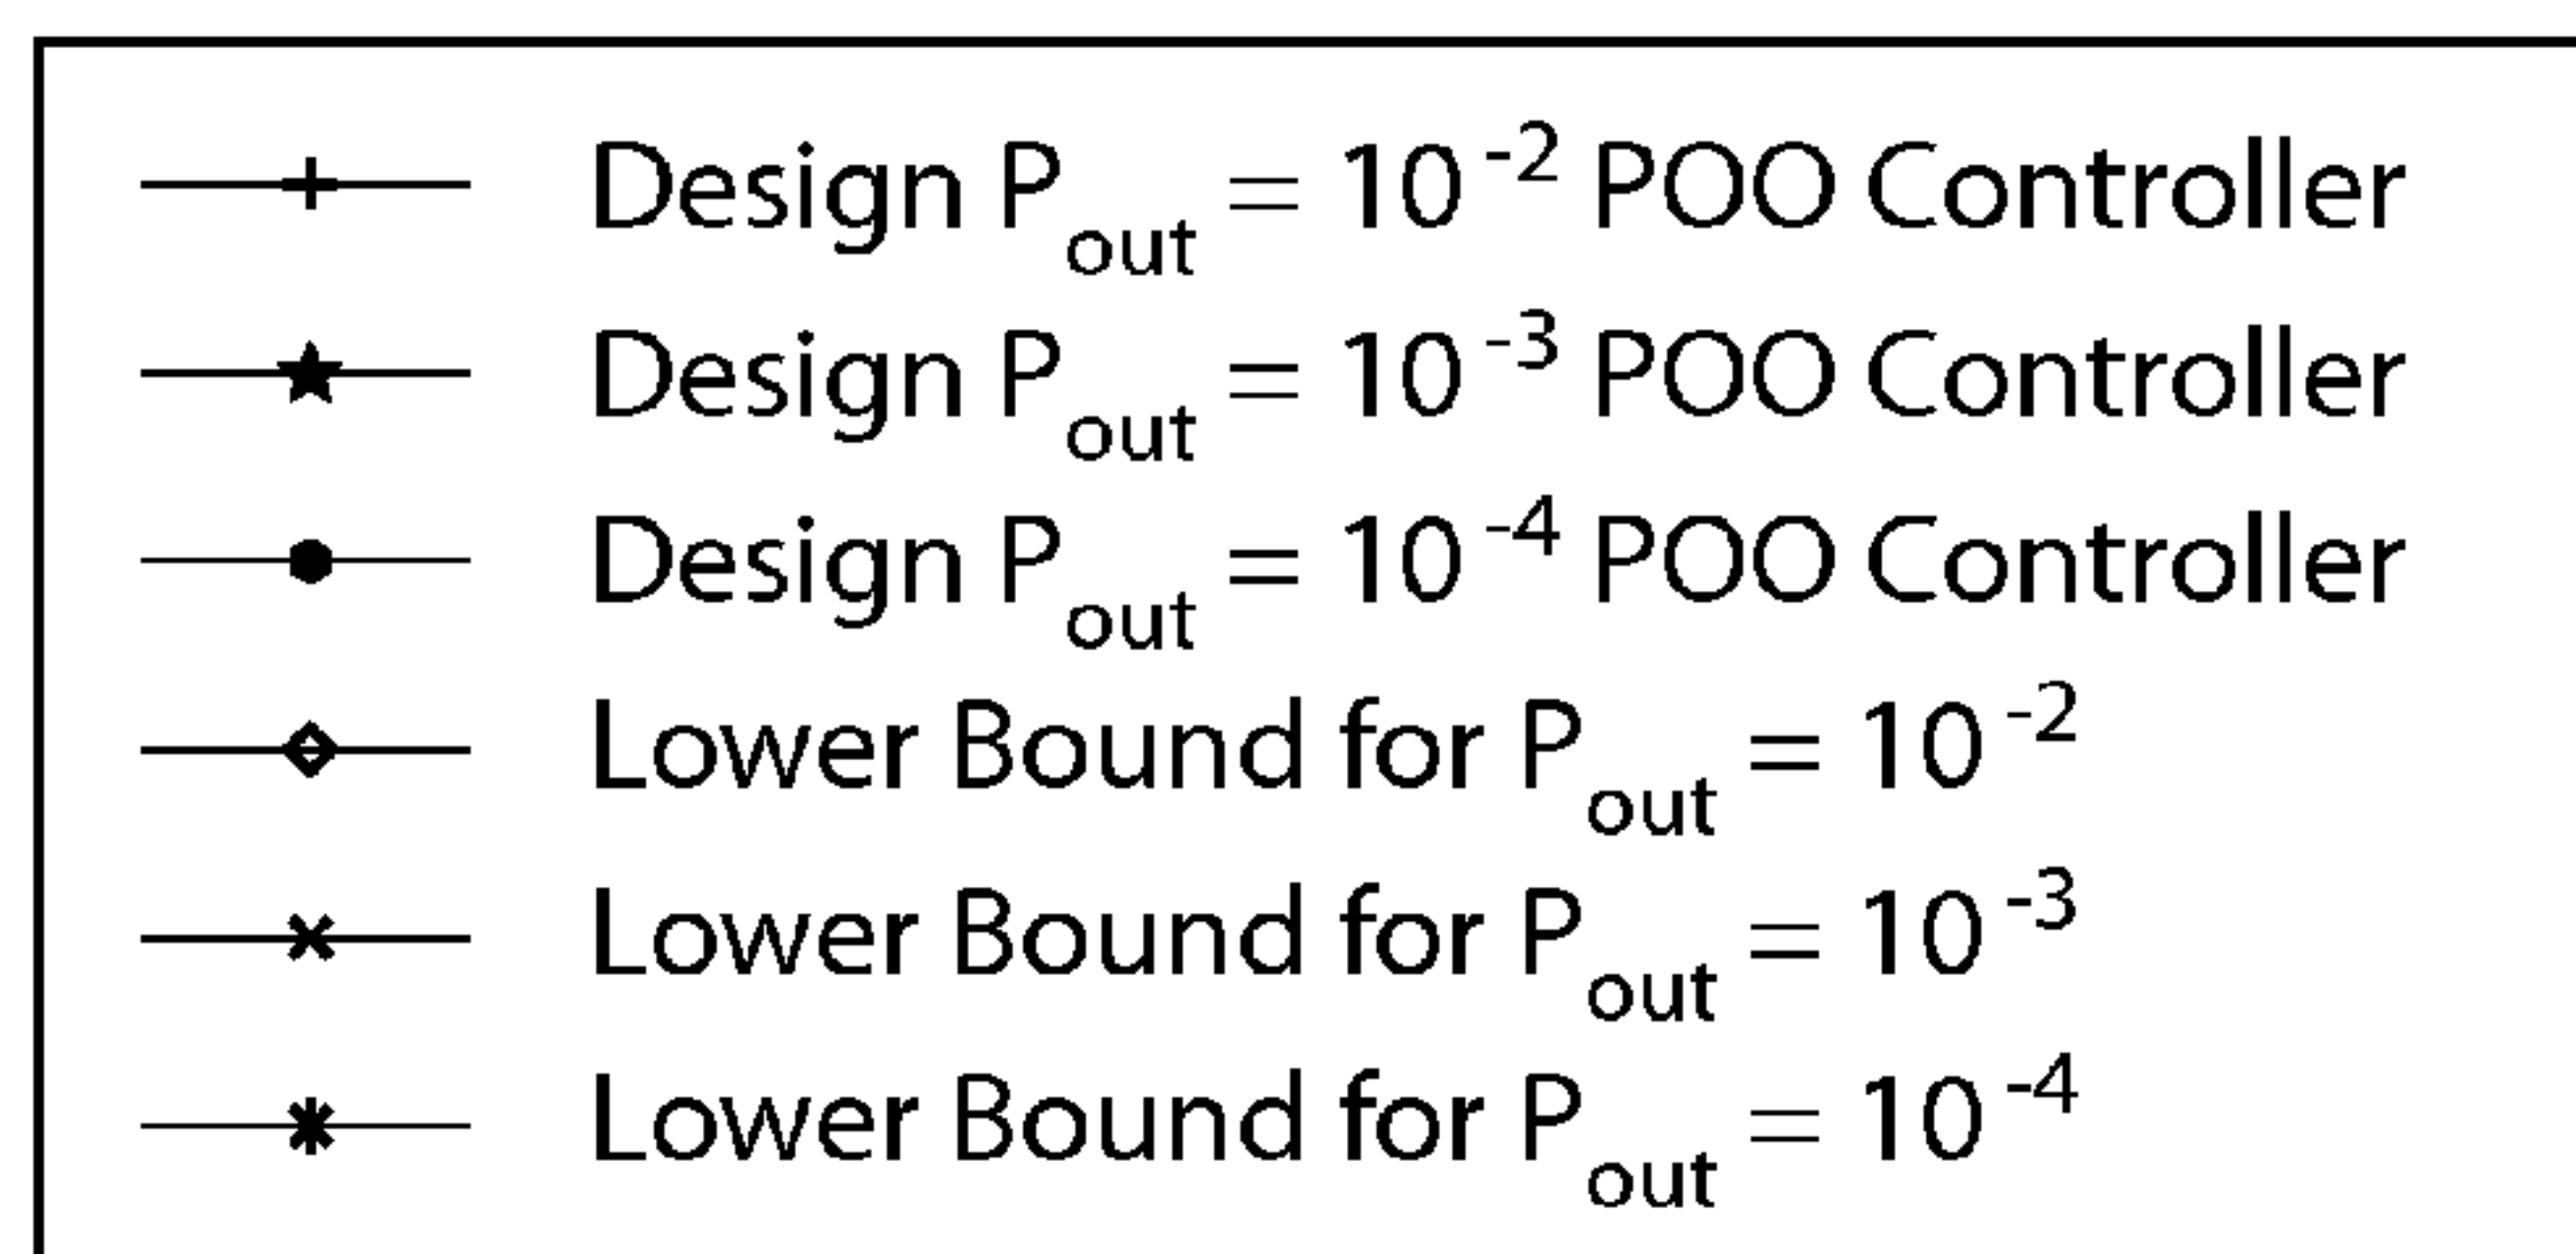 Design P_out = 10^-2 POO Controller
Design P_out = 10^-3 POO Controller
Design P_out = 10^-4 POO Controller
Lower Bound for P_out = 10^-2
Lower Bound for P_out = 10^-3
Lower Bound for P_out = 10^-4